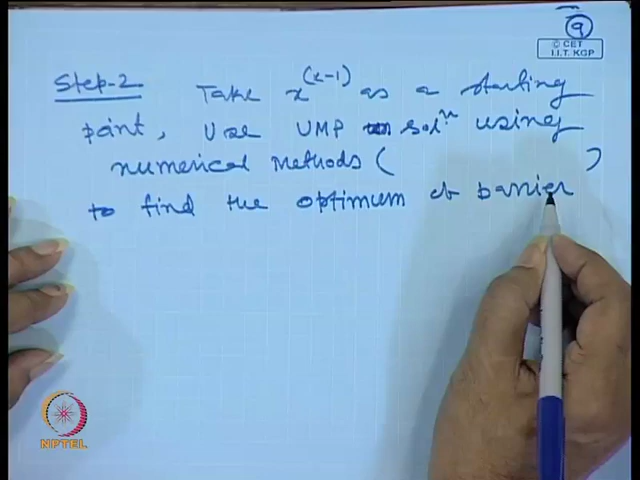 9
© CET
I.I.T. KGP
Step-2 Take x^(k-1) as a starting
point, Use UMP solⁿ using
numerical methods ( )
to find the optimum of barrier
NPTEL